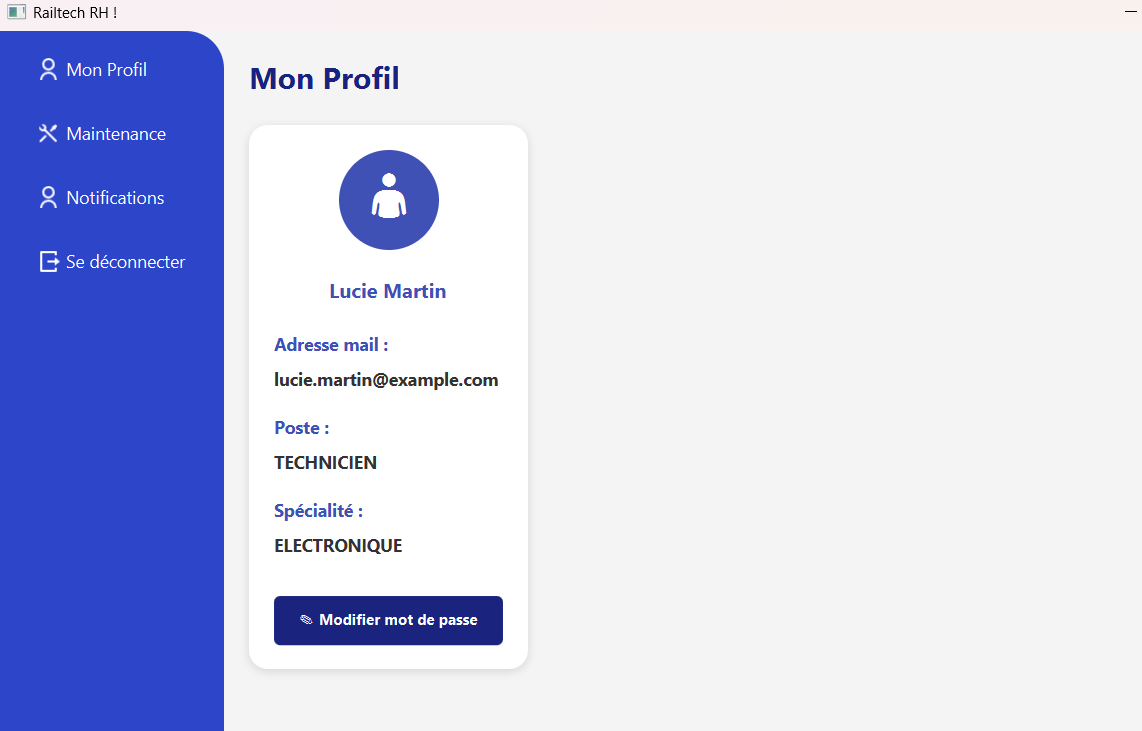 Railtech RH !
Mon Profil
Maintenance
Notifications
Se déconnecter
Mon Profil
Lucie Martin
Adresse mail :
lucie.martin@example.com
Poste :
TECHNICIEN
Spécialité :
ELECTRONIQUE
✎ Modifier mot de passe